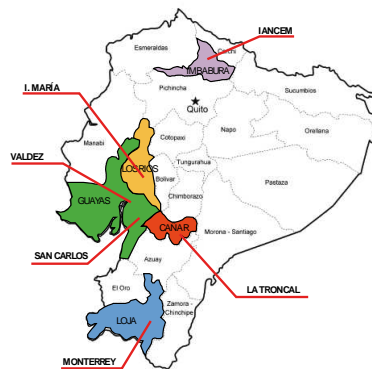 IANCEM
Esmeraldas
Carchi
IMBABURA
Pichincha
I. MARÍA
Quito
Sucumbios
Orellana
Napo
Manabi
Cotopaxi
VALDEZ
LOS RIOS
Tungurahua
Bolivar
Pastaza
GUAYAS
Chimborazo
CAÑAR
Morona - Santiago
SAN CARLOS
Azuay
LA TRONCAL
El Oro
Zamora -
Chinchipe
LOJA
MONTERREY